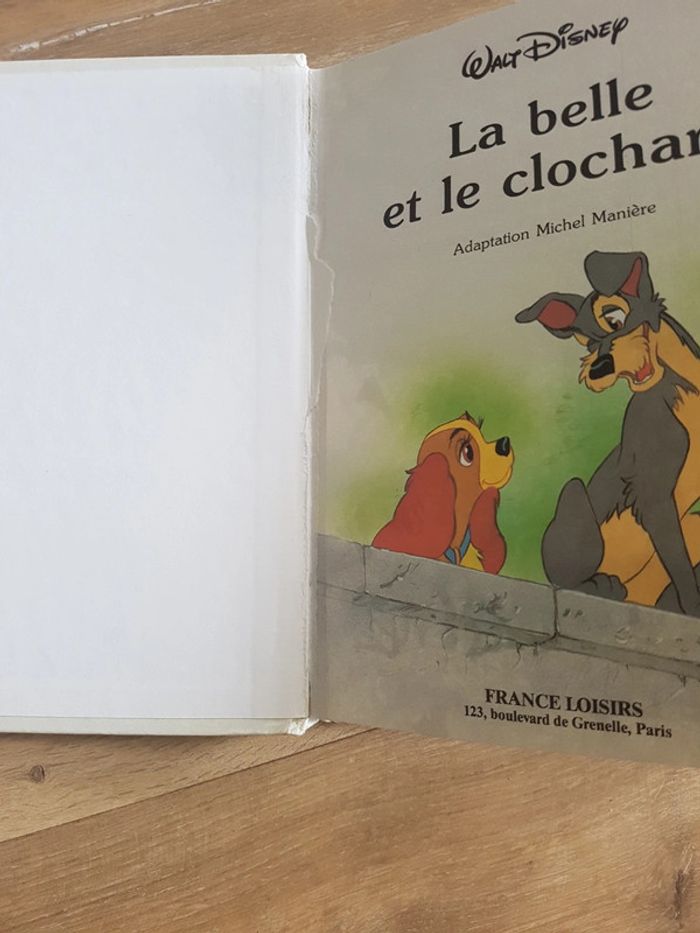 WALT DISNEY
La belle
et le clochar
Adaptation Michel Manière
FRANCE LOISIRS
123, boulevard de Grenelle, Paris